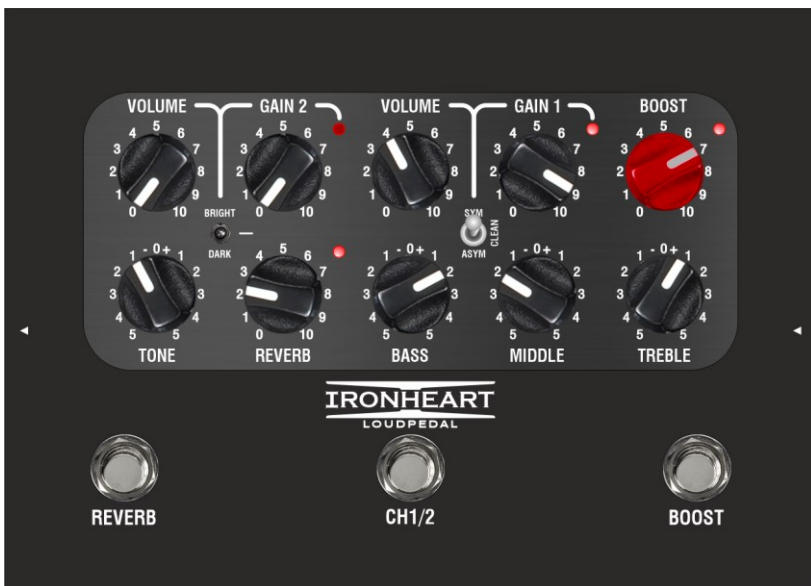 VOLUME GAIN 2 VOLUME GAIN 1 BOOST
0 1 2 3 4 5 6 7 8 9 10
0 1 2 3 4 5 6 7 8 9 10
0 1 2 3 4 5 6 7 8 9 10
0 1 2 3 4 5 6 7 8 9 10
0 1 2 3 4 5 6 7 8 9 10
BRIGHT
DARK
SYM
ASYM
CLEAN
5 4 3 2 1 - 0 + 1 2 3 4 5
0 1 2 3 4 5 6 7 8 9 10
5 4 3 2 1 - 0 + 1 2 3 4 5
5 4 3 2 1 - 0 + 1 2 3 4 5
5 4 3 2 1 - 0 + 1 2 3 4 5
TONE REVERB BASS MIDDLE TREBLE
IRONHEART
LOUDPEDAL
REVERB CH1/2 BOOST